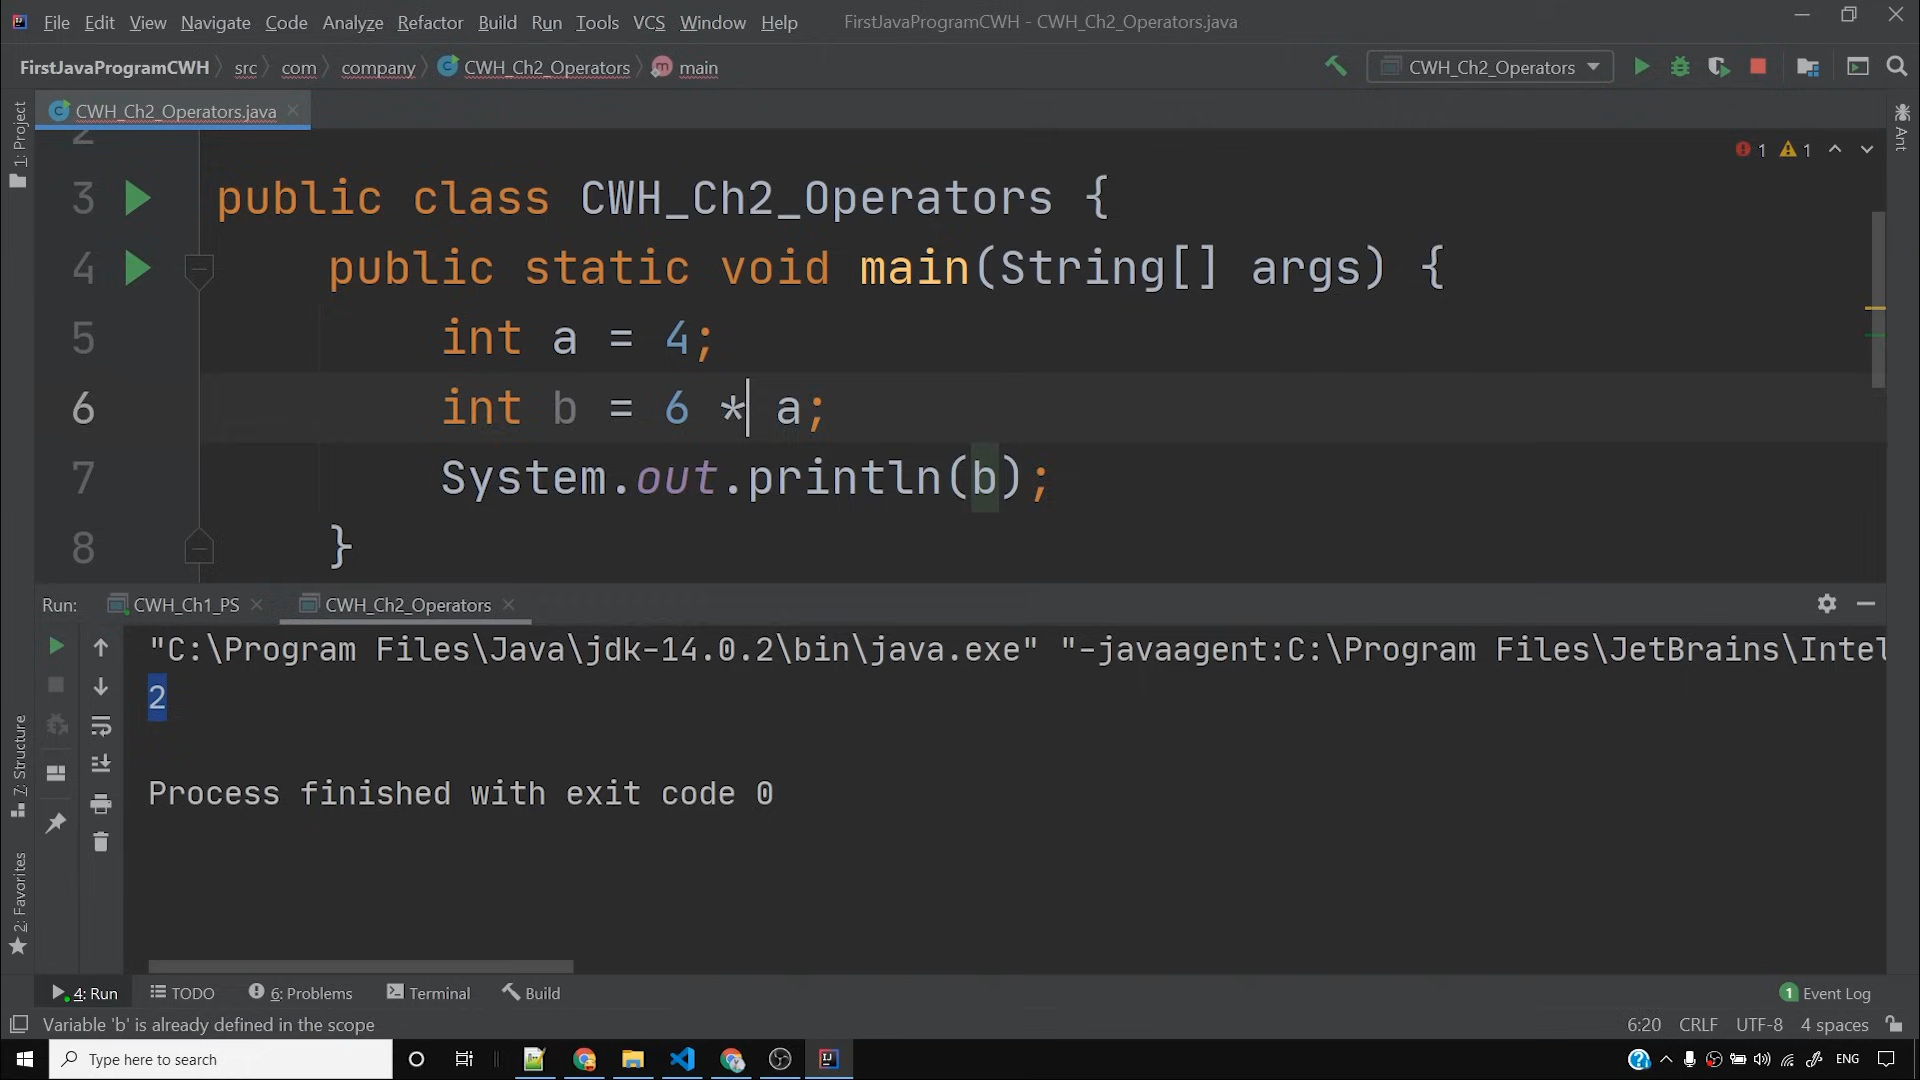 File Edit View Navigate Code Analyze Refactor Build Run Tools VCS Window Help FirstJavaProgramCWH - CWH_Ch2_Operators.java
FirstJavaProgramCWH src com company CWH_Ch2_Operators main CWH_Ch2_Operators
CWH_Ch2_Operators.java
1: Project
Ant
1 1
2
3 public class CWH_Ch2_Operators {
4 public static void main(String[] args) {
5 int a = 4;
6 int b = 6 * a;
7 System.out.println(b);
8 }
Run: CWH_Ch1_PS CWH_Ch2_Operators
"C:\Program Files\Java\jdk-14.0.2\bin\java.exe" "-javaagent:C:\Program Files\JetBrains\Intel
2
Process finished with exit code 0
7: Structure
2: Favorites
4: Run TODO 6: Problems Terminal Build 1 Event Log
Variable 'b' is already defined in the scope 6:20 CRLF UTF-8 4 spaces
Type here to search ENG